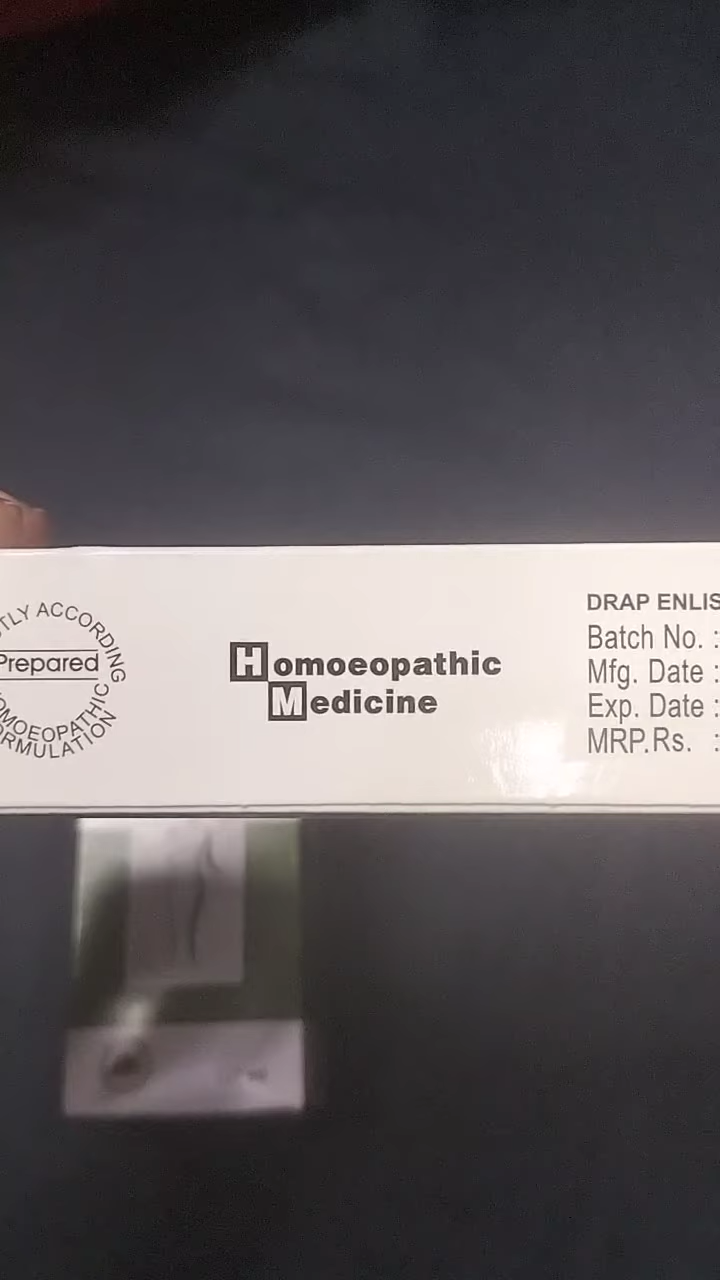 TLY ACCORDING
Prepared
OMOEOPATHIC
RMULATION
Homoeopathic
Medicine
DRAP ENLIS
Batch No. :
Mfg. Date :
Exp. Date :
MRP.Rs. :